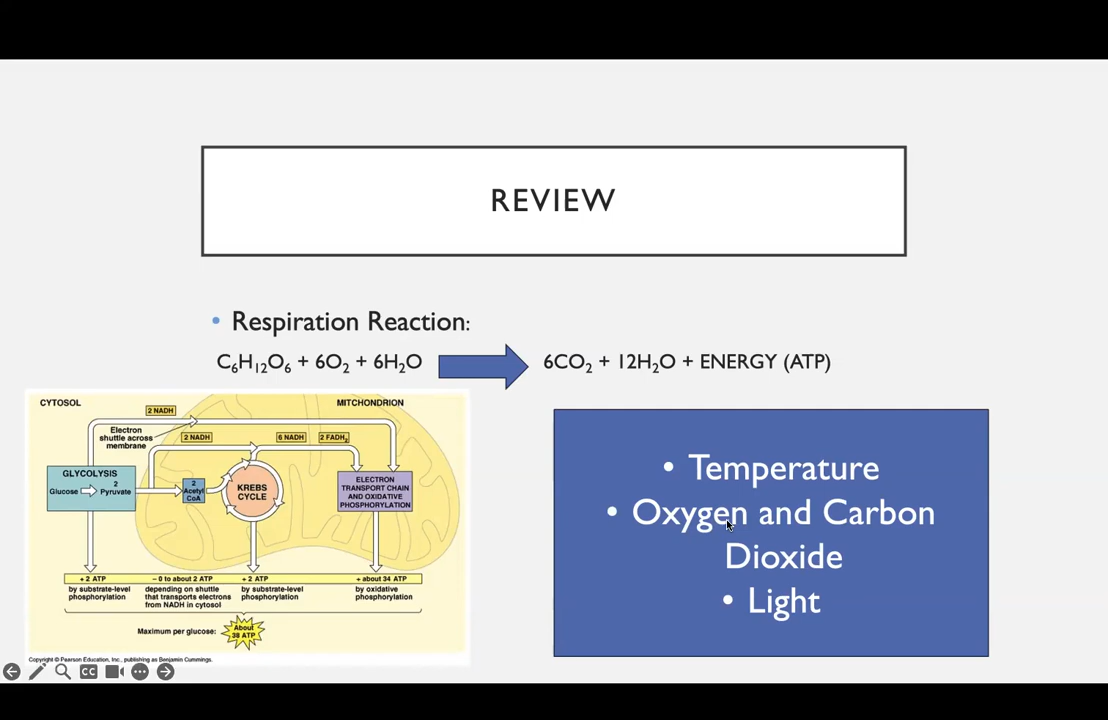 REVIEW
• Respiration Reaction:
C₆H₁₂O₆ + 6O₂ + 6H₂O
6CO₂ + 12H₂O + ENERGY (ATP)
CYTOSOL
MITCHONDRION
2 NADH
Electron
shuttle across
membrane
2 NADH
6 NADH
2 FADH₂
GLYCOLYSIS
Glucose
2
Pyruvate
2
Acetyl
CoA
KREBS
CYCLE
ELECTRON
TRANSPORT CHAIN
AND OXIDATIVE
PHOSPHORYLATION
+ 2 ATP
– 0 to about 2 ATP
+ 2 ATP
+ about 34 ATP
by substrate-level
phosphorylation
depending on shuttle
that transports electrons
from NADH in cytosol
by substrate-level
phosphorylation
by oxidative
phosphorylation
Maximum per glucose:
About
38 ATP
Copyright © Pearson Education, Inc., publishing as Benjamin Cummings.
• Temperature
• Oxygen and Carbon
Dioxide
• Light
CC